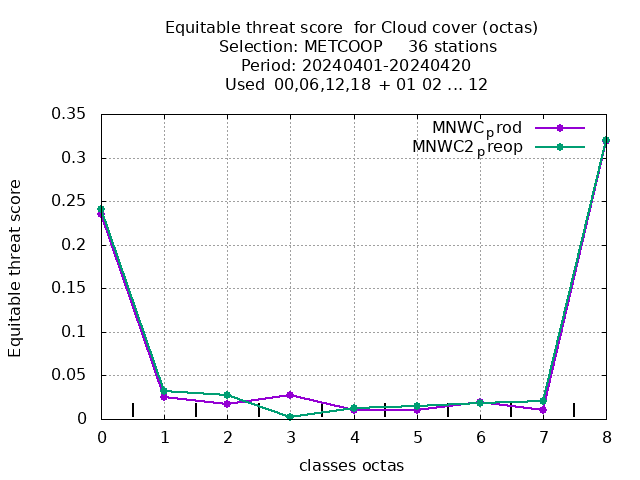 Equitable threat score for Cloud cover (octas)
Selection: METCOOP 36 stations
Period: 20240401-20240420
Used 00,06,12,18 + 01 02 ... 12
MNWCprod
MNWC2preop
Equitable threat score
0.35
0.3
0.25
0.2
0.15
0.1
0.05
0
0 1 2 3 4 5 6 7 8
classes octas